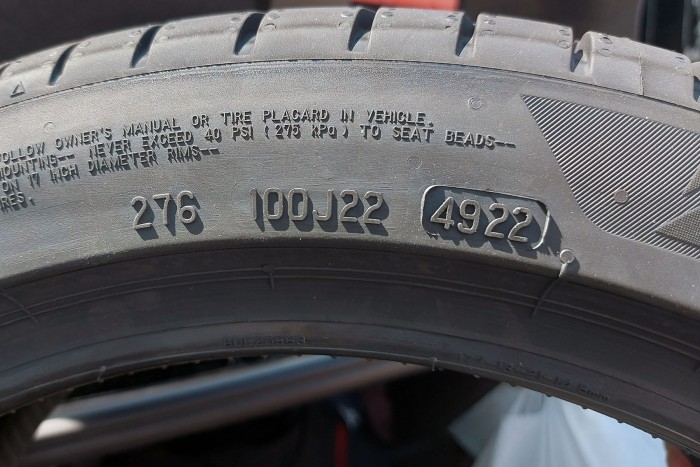 FOLLOW OWNER'S MANUAL OR TIRE PLACARD IN VEHICLE.
MOUNTING-- NEVER EXCEED 40 PSI (275 kPa) TO SEAT BEADS--
ON 17 INCH DIAMETER RIMS--
276 100J22 4922